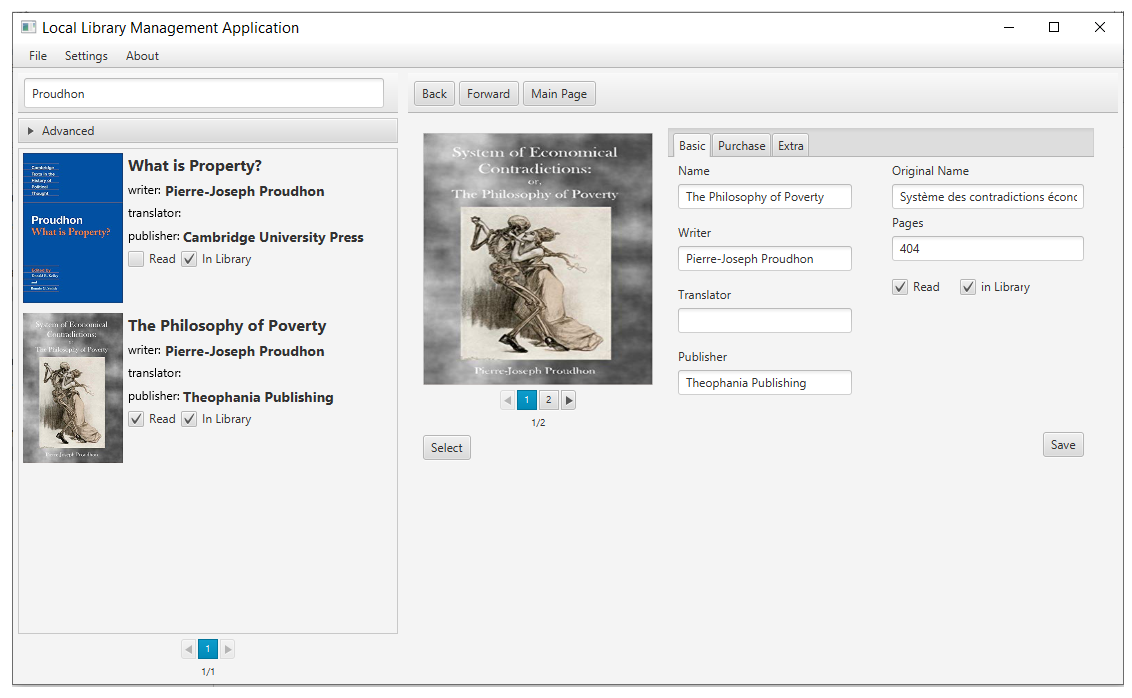 Local Library Management Application
File Settings About
Proudhon
Advanced
Cambridge
Texts in the
History of
Political
Thought
Proudhon
What is Property?
Edited by
Donald R. Kelley
and
Bonnie G. Smith
What is Property?
writer: Pierre-Joseph Proudhon
translator:
publisher: Cambridge University Press
Read In Library
System of Economical
Contradictions:
or,
The Philosophy of Poverty
Pierre-Joseph Proudhon
The Philosophy of Poverty
writer: Pierre-Joseph Proudhon
translator:
publisher: Theophania Publishing
Read In Library
1
1/1
Back Forward Main Page
System of Economical
Contradictions:
or,
The Philosophy of Poverty
Pierre-Joseph Proudhon
1 2
1/2
Select
Basic Purchase Extra
Name
The Philosophy of Poverty
Writer
Pierre-Joseph Proudhon
Translator
Publisher
Theophania Publishing
Original Name
Système des contradictions écono
Pages
404
Read in Library
Save